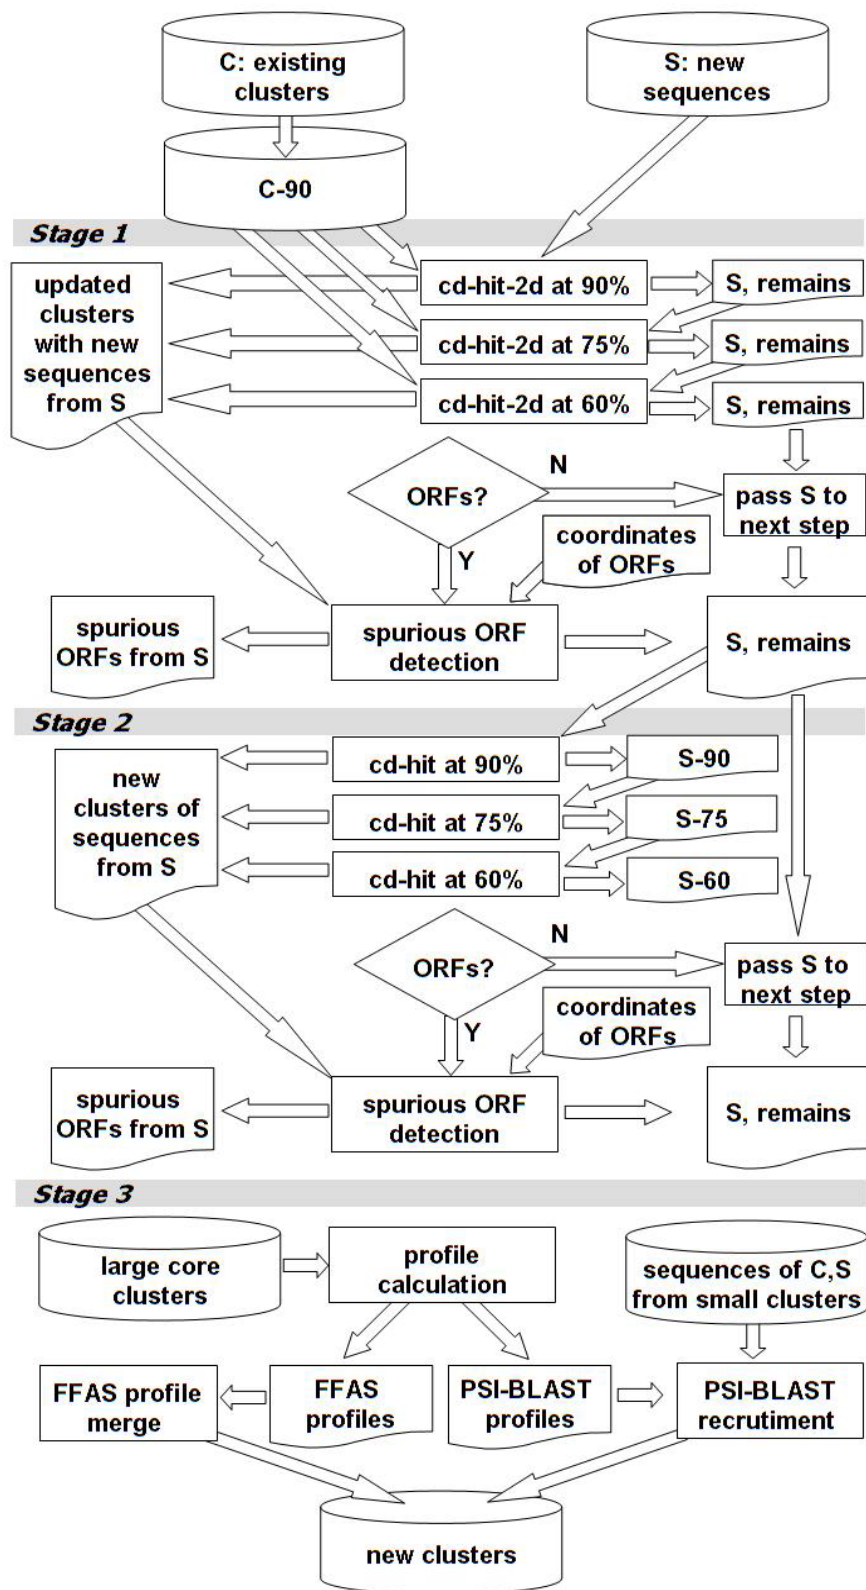 C: existing
clusters
S: new
sequences
C-90
Stage 1
updated
clusters
with new
sequences
from S
cd-hit-2d at 90%
S, remains
cd-hit-2d at 75%
S, remains
cd-hit-2d at 60%
S, remains
ORFs?
N
Y
pass S to
next step
coordinates
of ORFs
spurious
ORFs from S
spurious ORF
detection
S, remains
Stage 2
new
clusters of
sequences
from S
cd-hit at 90%
S-90
cd-hit at 75%
S-75
cd-hit at 60%
S-60
ORFs?
N
Y
pass S to
next step
coordinates
of ORFs
spurious
ORFs from S
spurious ORF
detection
S, remains
Stage 3
large core
clusters
profile
calculation
sequences of C,S
from small clusters
FFAS profile
merge
FFAS
profiles
PSI-BLAST
profiles
PSI-BLAST
recrutiment
new clusters